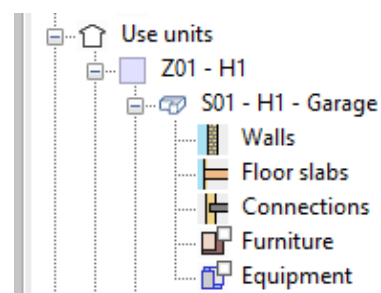 Use units
Z01 - H1
S01 - H1 - Garage
Walls
Floor slabs
Connections
Furniture
Equipment